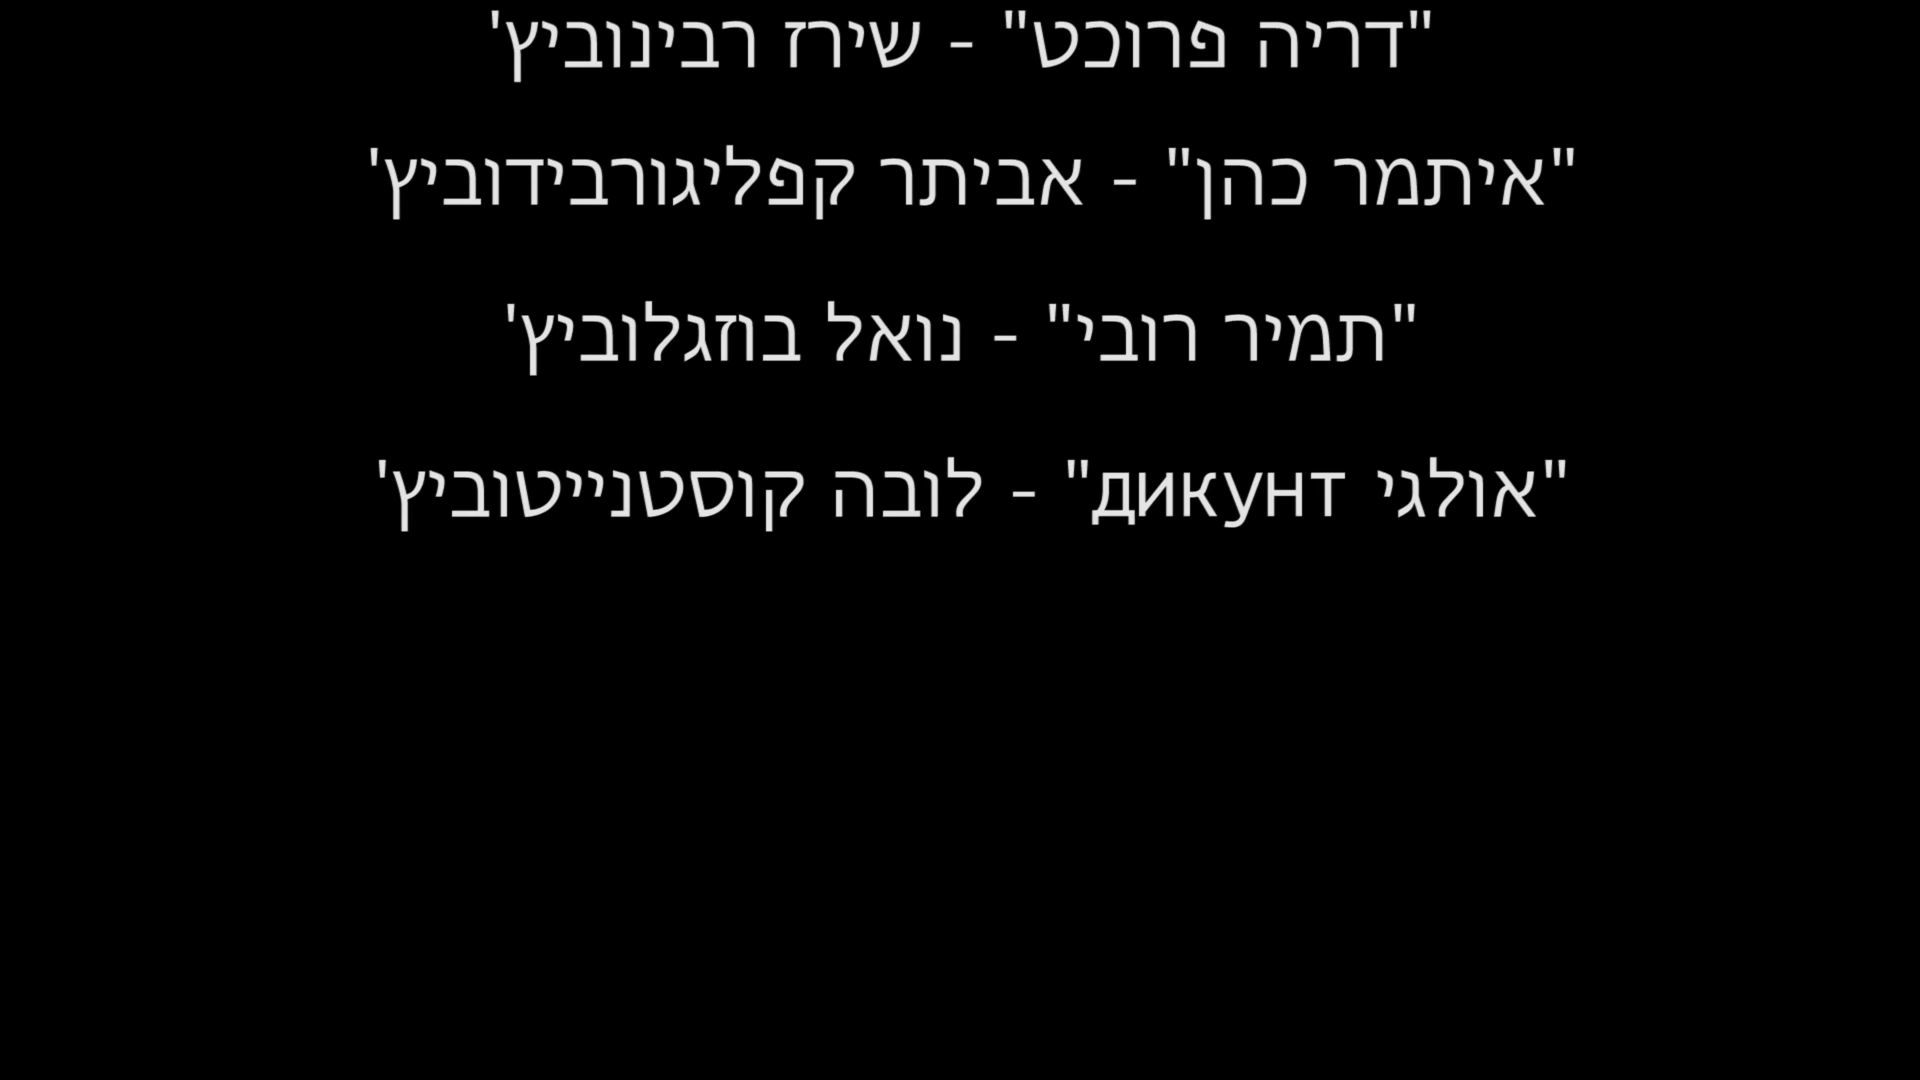 "דריה פרוכט" - שירז רבינוביץ'
"איתמר כהן" - אביתר קפליגורבידוביץ'
"תמיר רובי" - נואל בוזגלוביץ'
"אולגי дикунт" - לובה קוסטנייטוביץ'